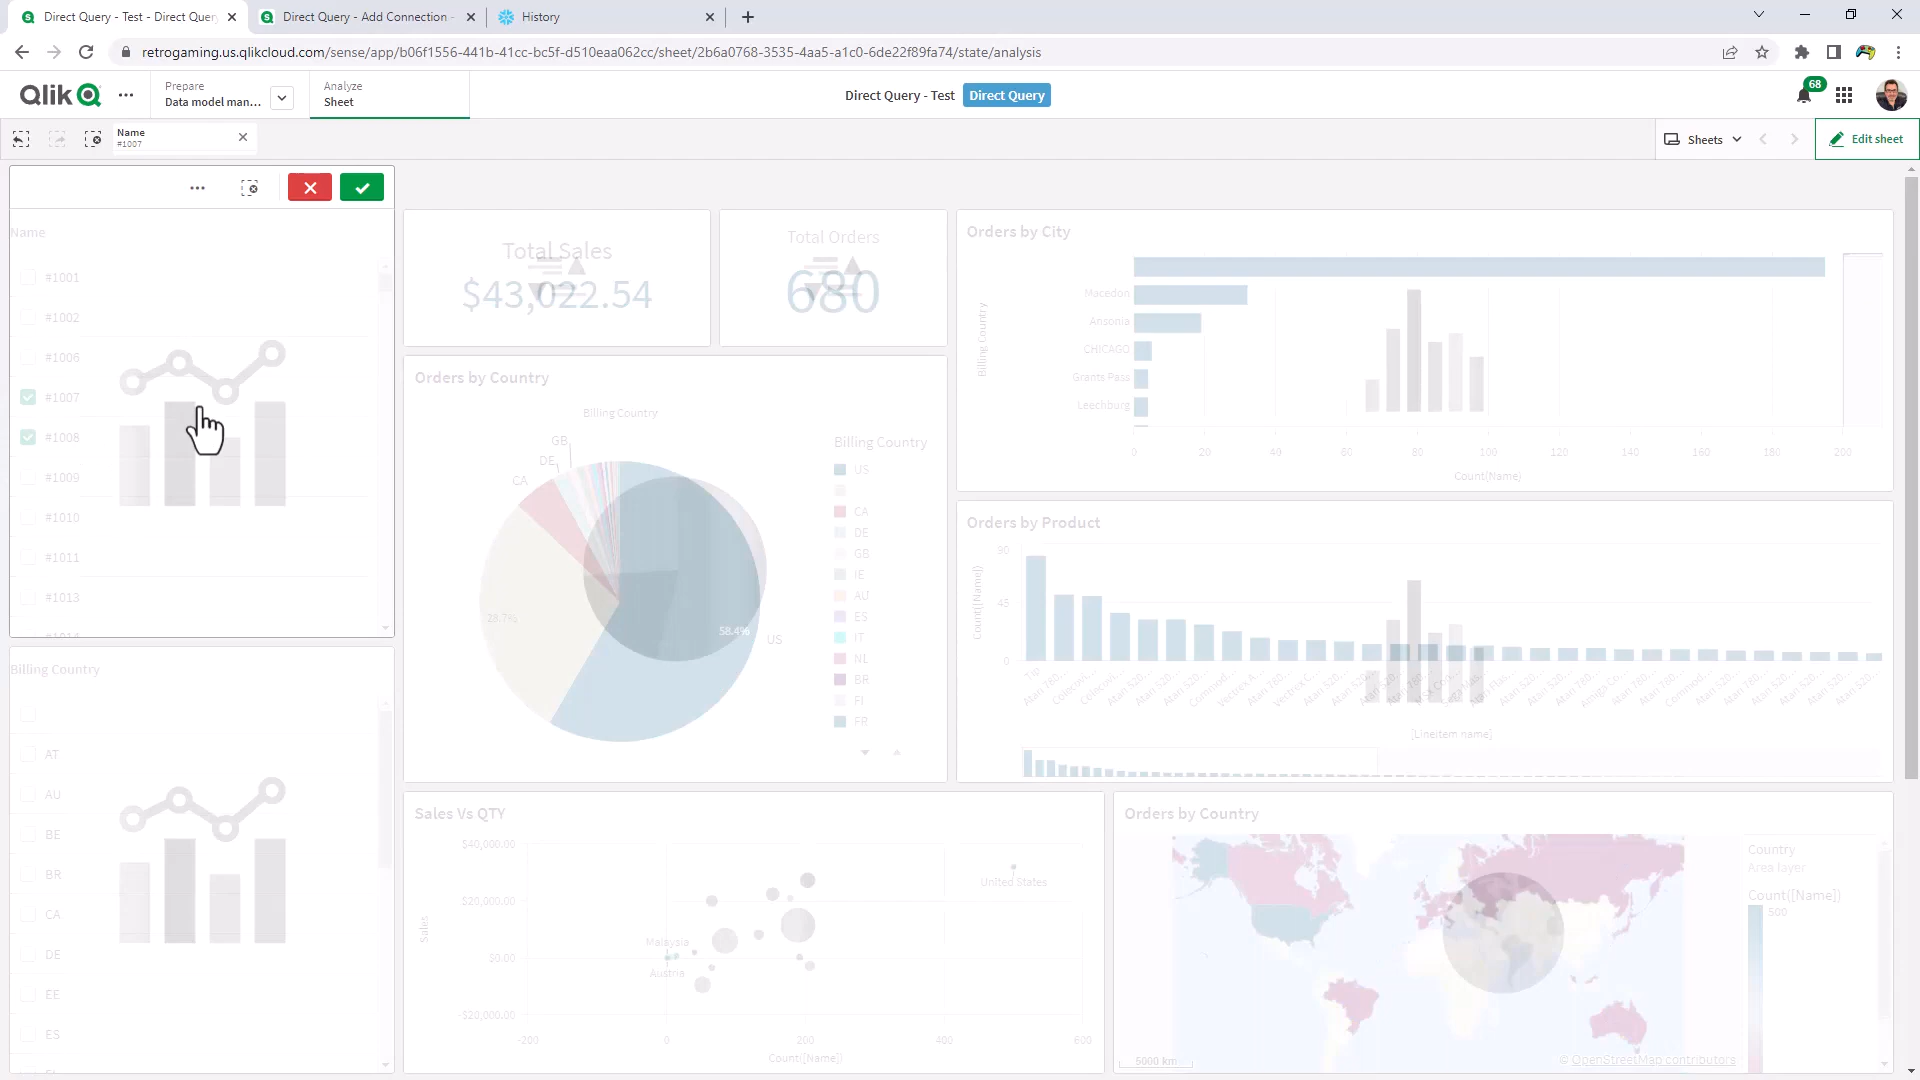 Direct Query - Test - Direct Query
Direct Query - Add Connection -
History
retrogaming.us.qlikcloud.com/sense/app/b06f1556-441b-41cc-bc5f-d510eaa062cc/sheet/2b6a0768-3535-4aa5-a1c0-6de22f89fa74/state/analysis
Qlik
Prepare
Data model man...
Analyze
Sheet
Direct Query - Test
Direct Query
68
Name
#1007
Sheets
Edit sheet
Name
#1001
#1002
#1006
#1007
#1008
#1009
#1010
#1011
#1013
Total Sales
$43,022.54
Total Orders
680
Orders by City
Billing Country
Macedon
Ansonia
CHICAGO
Grants Pass
Leechburg
0
20
40
60
80
100
120
140
160
180
200
Count(Name)
Orders by Country
Billing Country
GB
DE
CA
28.7%
58.4%
US
Billing Country
US
CA
DE
GB
IE
AU
ES
IT
NL
BR
FI
FR
Orders by Product
Count([Name])
90
45
0
[Lineitem name]
Billing Country
AT
AU
BE
BR
CA
DE
EE
ES
Sales Vs QTY
Sales
$40,000.00
$20,000.00
$0.00
-$20,000.00
United States
Malaysia
Austria
-200
0
200
400
600
Count([Name])
Orders by Country
Country
Area layer
Count([Name])
500
5000 km
© OpenStreetMap contributors